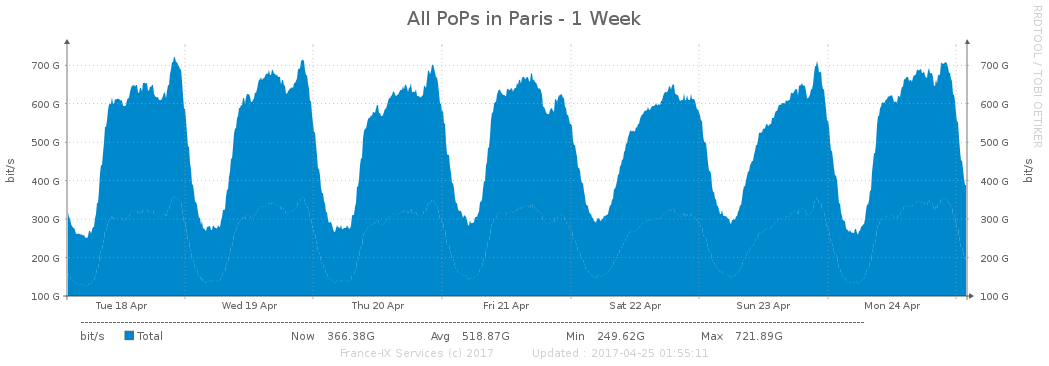 All PoPs in Paris - 1 Week
RRDTOOL / TOBI OETIKER
bit/s
700 G 700 G
600 G 600 G
500 G 500 G
400 G 400 G
300 G 300 G
200 G 200 G
100 G 100 G
bit/s
Tue 18 Apr Wed 19 Apr Thu 20 Apr Fri 21 Apr Sat 22 Apr Sun 23 Apr Mon 24 Apr
bit/s Total Now 366.38G Avg 518.87G Min 249.62G Max 721.89G
France-IX Services (c) 2017 Updated : 2017-04-25 01:55:11